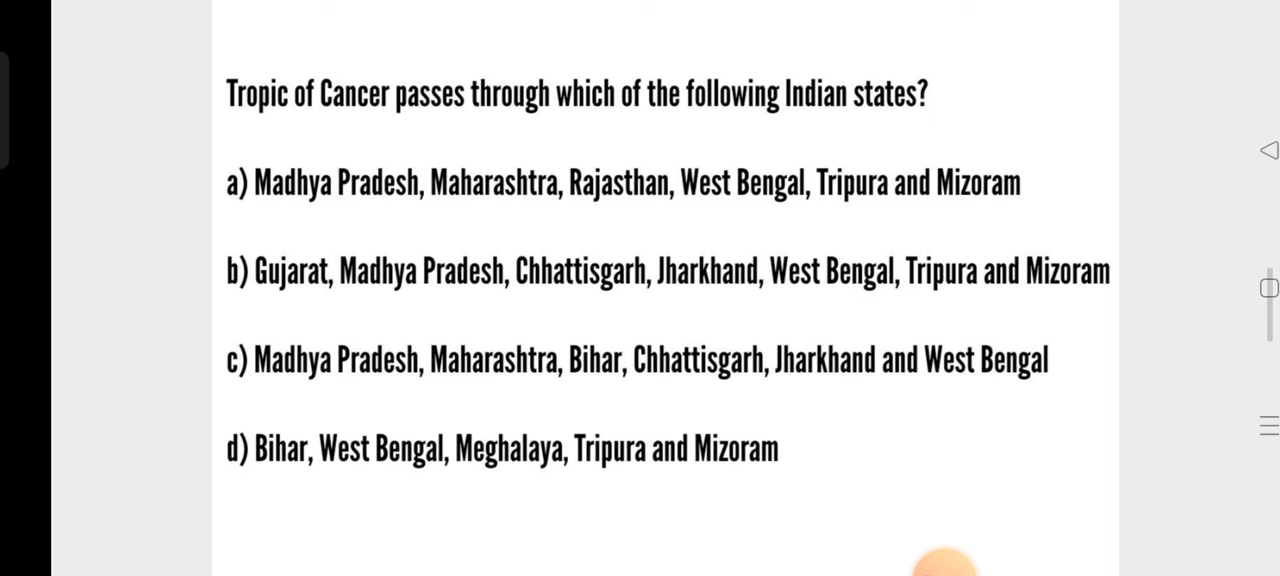 Tropic of Cancer passes through which of the following Indian states?
a) Madhya Pradesh, Maharashtra, Rajasthan, West Bengal, Tripura and Mizoram
b) Gujarat, Madhya Pradesh, Chhattisgarh, Jharkhand, West Bengal, Tripura and Mizoram
c) Madhya Pradesh, Maharashtra, Bihar, Chhattisgarh, Jharkhand and West Bengal
d) Bihar, West Bengal, Meghalaya, Tripura and Mizoram